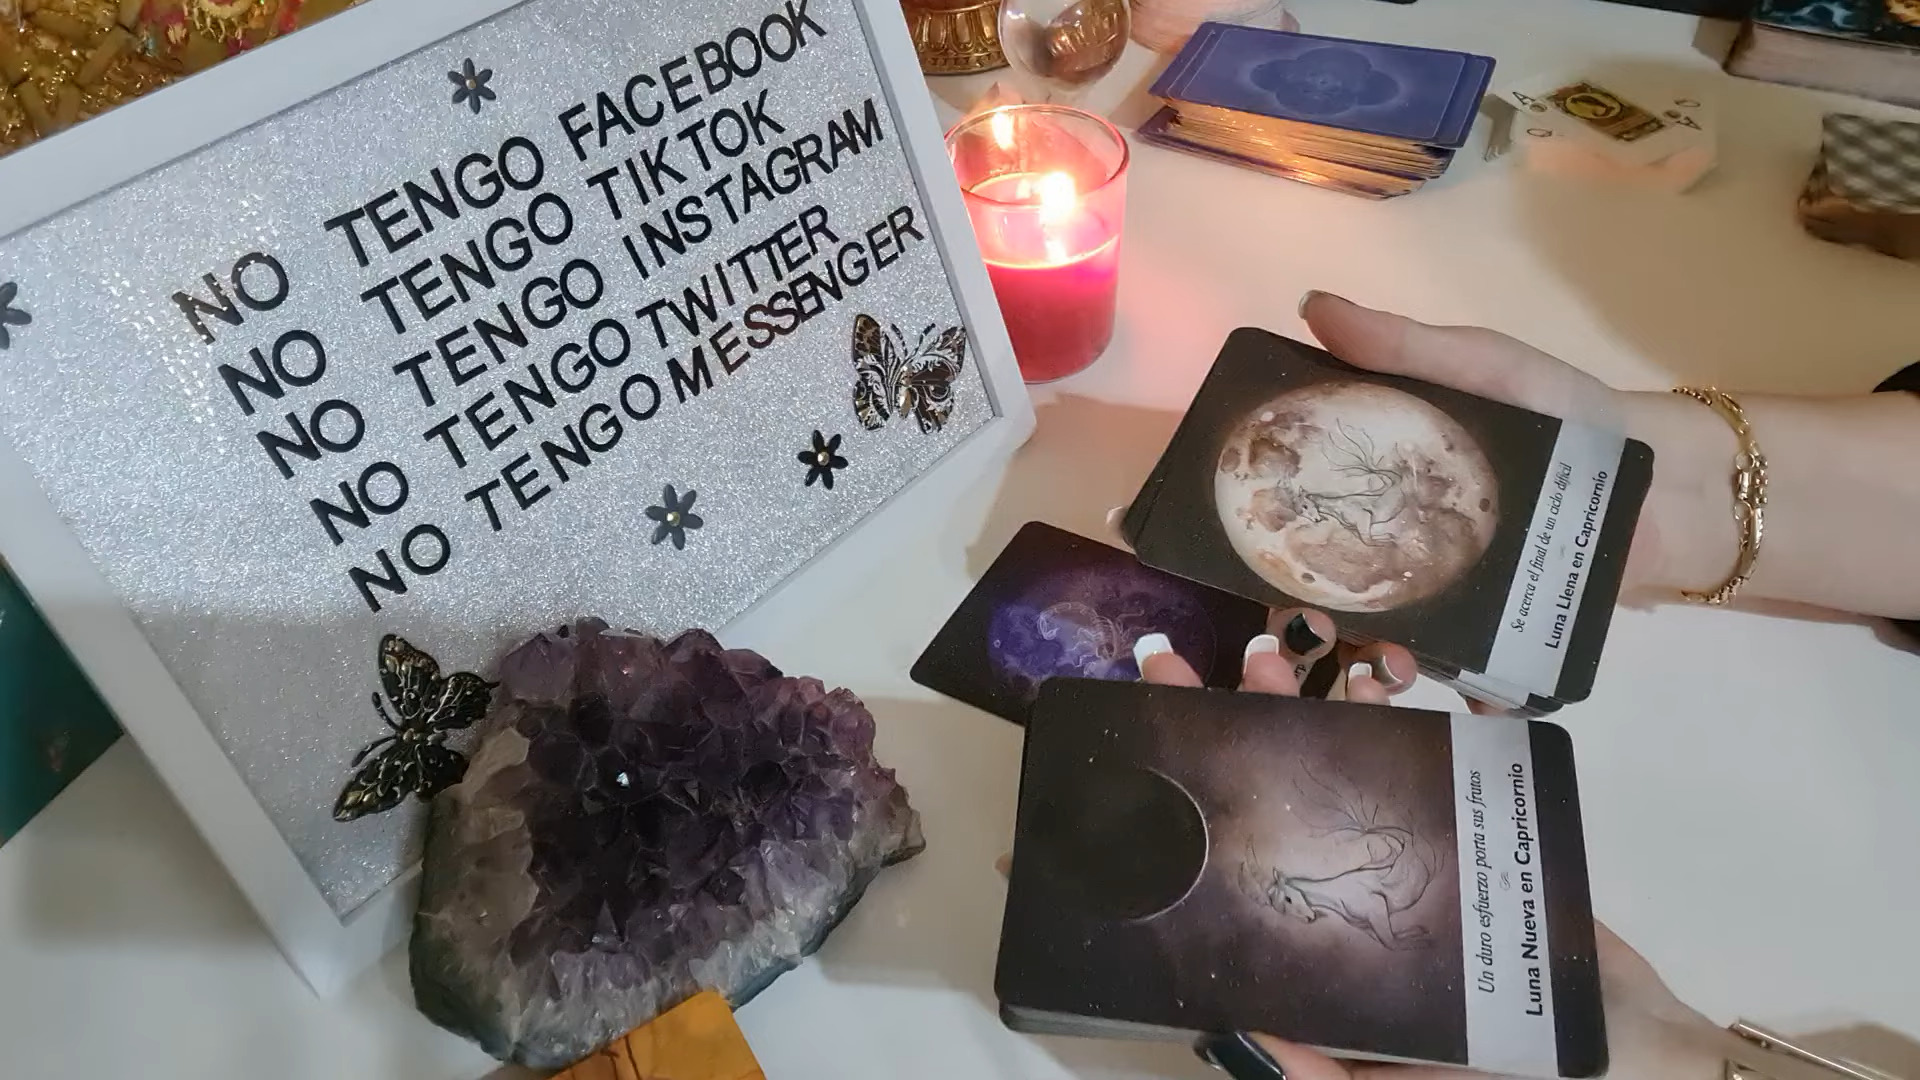 NO TENGO FACEBOOK
NO TENGO TIKTOK
NO TENGO INSTAGRAM
NO TENGO TWITTER
NO TENGO MESSENGER
A
Q
A
Se acerca el final de un ciclo difícil
Luna Llena en Capricornio
Un duro esfuerzo porta sus frutos
Luna Nueva en Capricornio